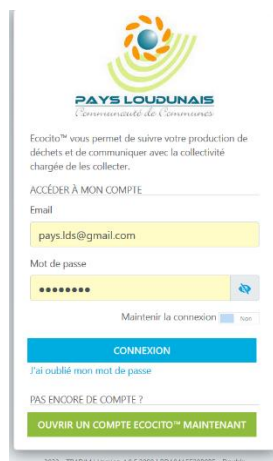 PAYS LOUDUNAIS
Communauté de Communes
Ecocito™ vous permet de suivre votre production de
déchets et de communiquer avec la collectivité
chargée de les collecter.
ACCÉDER À MON COMPTE
Email
pays.lds@gmail.com
Mot de passe
••••••••
Maintenir la connexion Non
CONNEXION
J'ai oublié mon mot de passe
PAS ENCORE DE COMPTE ?
OUVRIR UN COMPTE ECOCITO™ MAINTENANT